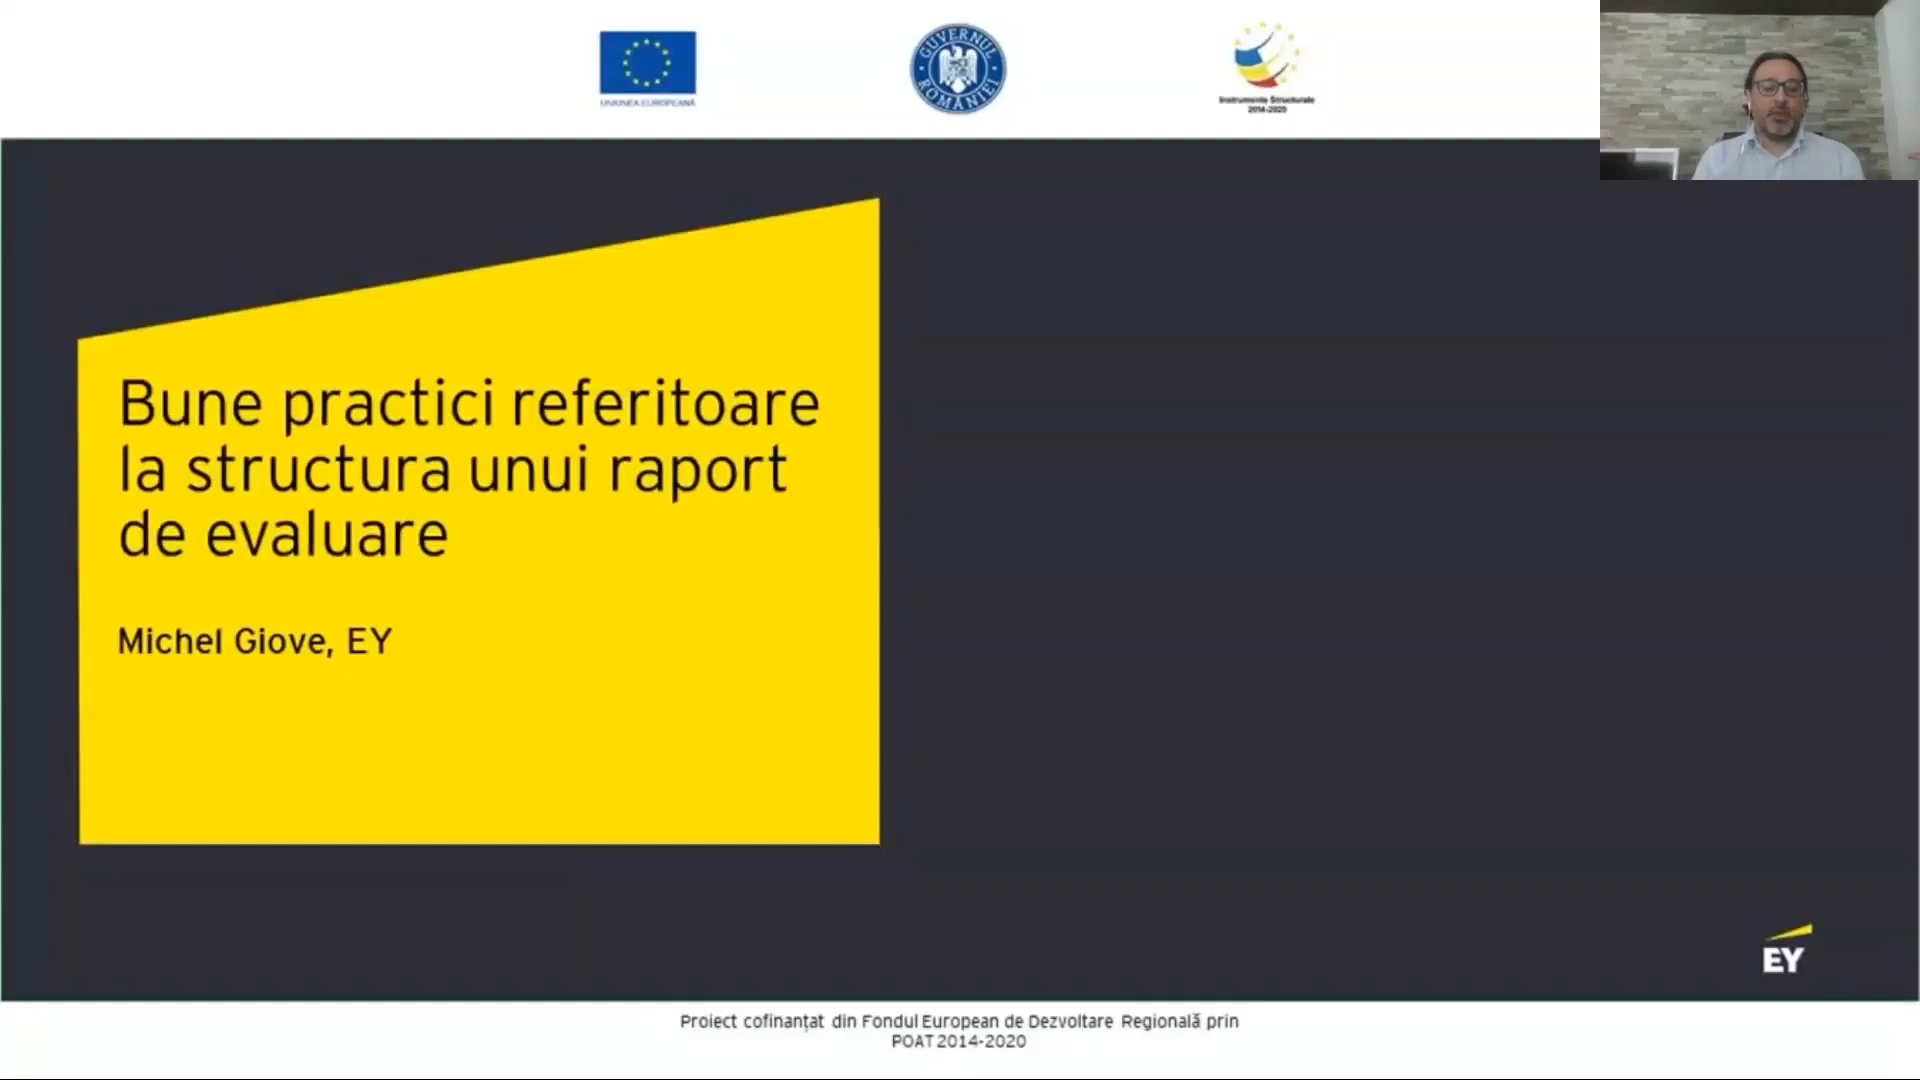 UNIUNEA EUROPEANĂ
GUVERNUL ROMÂNIEI
Instrumente Structurale
2014-2020
Bune practici referitoare
la structura unui raport
de evaluare
Michel Giove, EY
EY
Proiect cofinanțat din Fondul European de Dezvoltare Regională prin
POAT 2014-2020